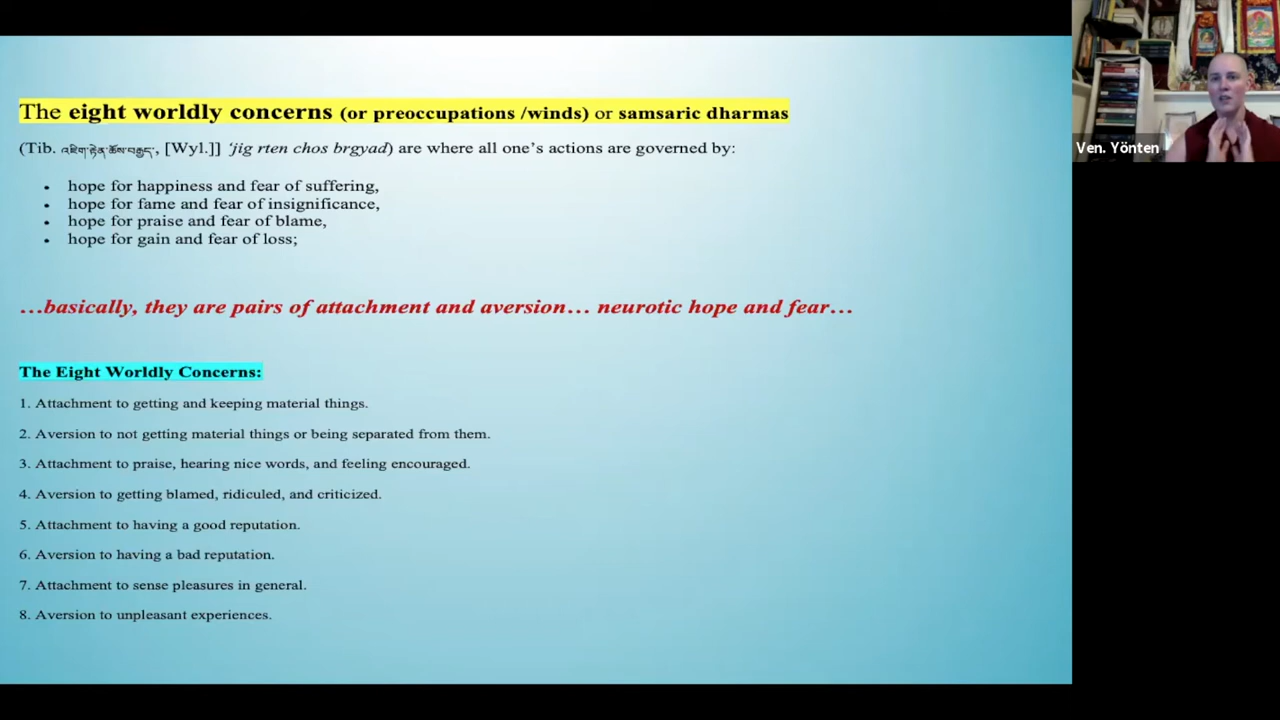 The eight worldly concerns (or preoccupations /winds) or samsaric dharmas
(Tib. འཇིག་རྟེན་ཆོས་བརྒྱད་, [Wyl.]] ‘jig rten chos brgyad) are where all one’s actions are governed by:
• hope for happiness and fear of suffering,
• hope for fame and fear of insignificance,
• hope for praise and fear of blame,
• hope for gain and fear of loss;
…basically, they are pairs of attachment and aversion… neurotic hope and fear…
The Eight Worldly Concerns:
1. Attachment to getting and keeping material things.
2. Aversion to not getting material things or being separated from them.
3. Attachment to praise, hearing nice words, and feeling encouraged.
4. Aversion to getting blamed, ridiculed, and criticized.
5. Attachment to having a good reputation.
6. Aversion to having a bad reputation.
7. Attachment to sense pleasures in general.
8. Aversion to unpleasant experiences.
Ven. Yönten